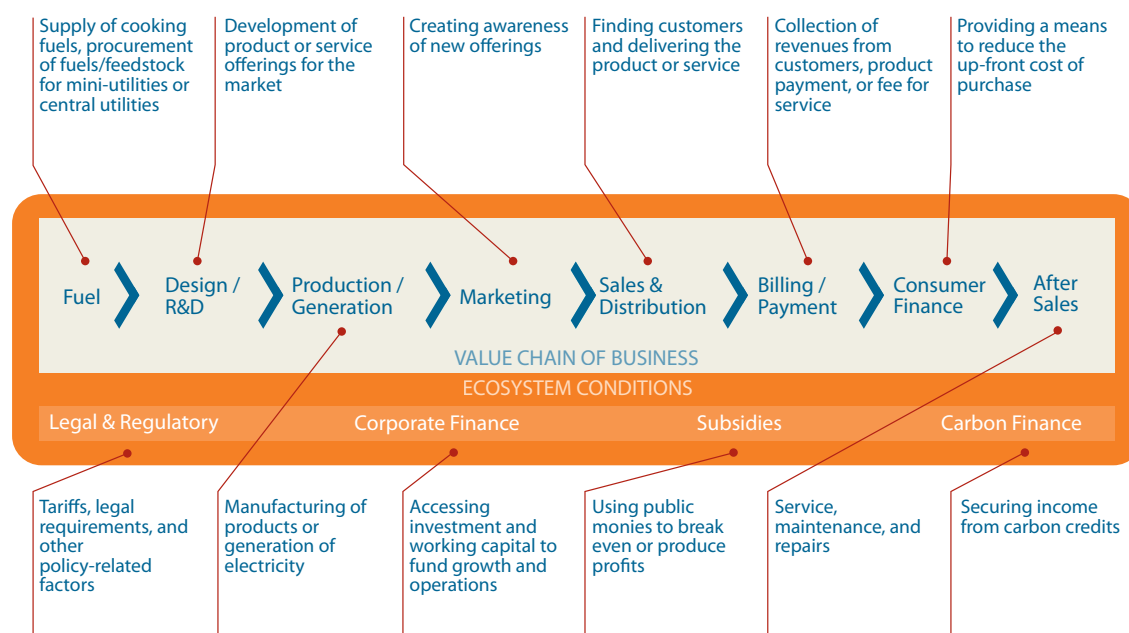 Supply of cooking
fuels, procurement
of fuels/feedstock
for mini-utilities or
central utilities
Development of
product or service
offerings for the
market
Creating awareness
of new offerings
Finding customers
and delivering the
product or service
Collection of
revenues from
customers, product
payment, or fee for
service
Providing a means
to reduce the
up-front cost of
purchase
Fuel
Design /
R&D
Production /
Generation
Marketing
Sales &
Distribution
Billing /
Payment
Consumer
Finance
After
Sales
VALUE CHAIN OF BUSINESS
ECOSYSTEM CONDITIONS
Legal & Regulatory
Corporate Finance
Subsidies
Carbon Finance
Tariffs, legal
requirements, and
other
policy-related
factors
Manufacturing of
products or
generation of
electricity
Accessing
investment and
working capital to
fund growth and
operations
Using public
monies to break
even or produce
profits
Service,
maintenance, and
repairs
Securing income
from carbon credits